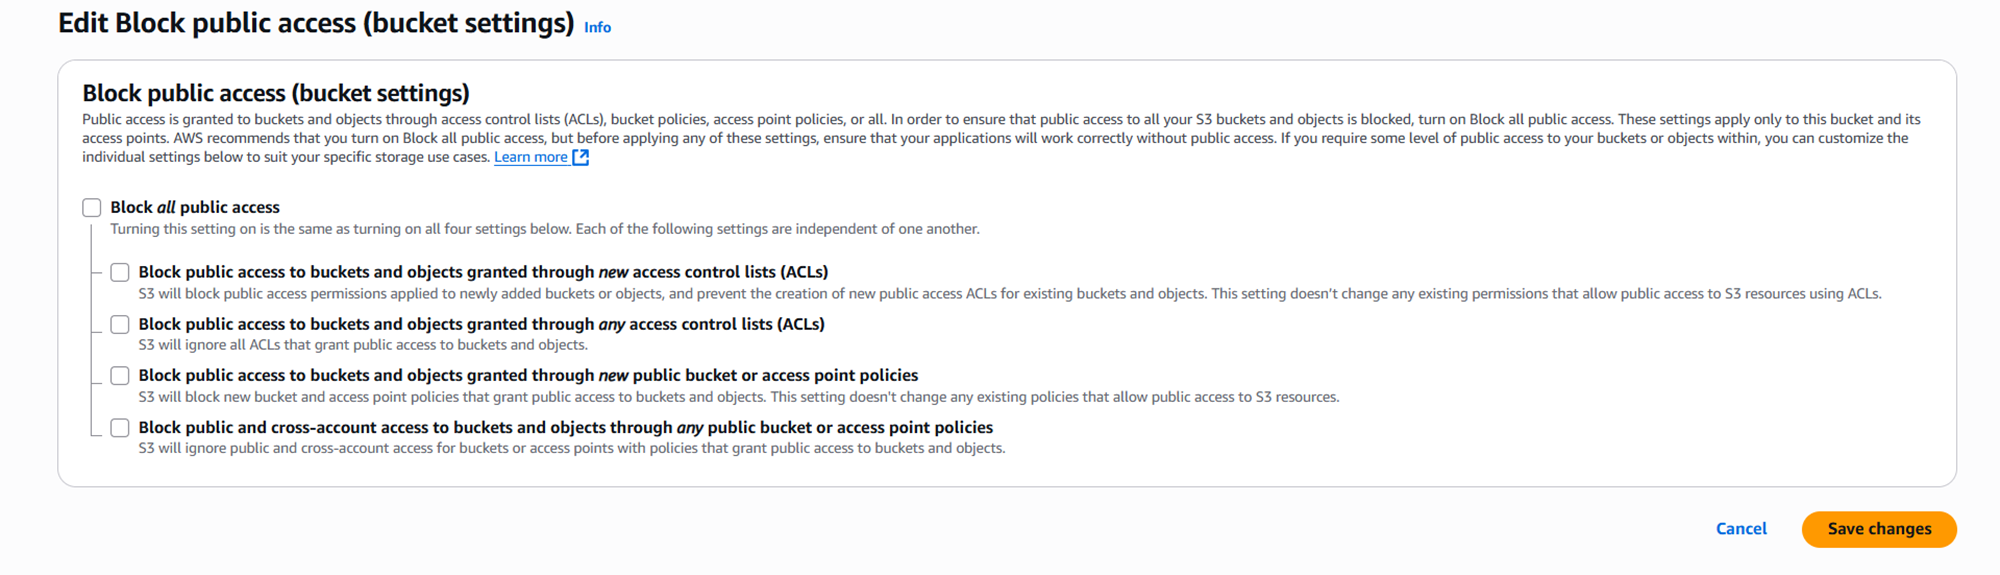 Edit Block public access (bucket settings) Info
Block public access (bucket settings)
Public access is granted to buckets and objects through access control lists (ACLs), bucket policies, access point policies, or all. In order to ensure that public access to all your S3 buckets and objects is blocked, turn on Block all public access. These settings apply only to this bucket and its
access points. AWS recommends that you turn on Block all public access, but before applying any of these settings, ensure that your applications will work correctly without public access. If you require some level of public access to your buckets or objects within, you can customize the
individual settings below to suit your specific storage use cases. Learn more
Block all public access
Turning this setting on is the same as turning on all four settings below. Each of the following settings are independent of one another.
Block public access to buckets and objects granted through new access control lists (ACLs)
S3 will block public access permissions applied to newly added buckets or objects, and prevent the creation of new public access ACLs for existing buckets and objects. This setting doesn't change any existing permissions that allow public access to S3 resources using ACLs.
Block public access to buckets and objects granted through any access control lists (ACLs)
S3 will ignore all ACLs that grant public access to buckets and objects.
Block public access to buckets and objects granted through new public bucket or access point policies
S3 will block new bucket and access point policies that grant public access to buckets and objects. This setting doesn't change any existing policies that allow public access to S3 resources.
Block public and cross-account access to buckets and objects through any public bucket or access point policies
S3 will ignore public and cross-account access for buckets or access points with policies that grant public access to buckets and objects.
Cancel Save changes